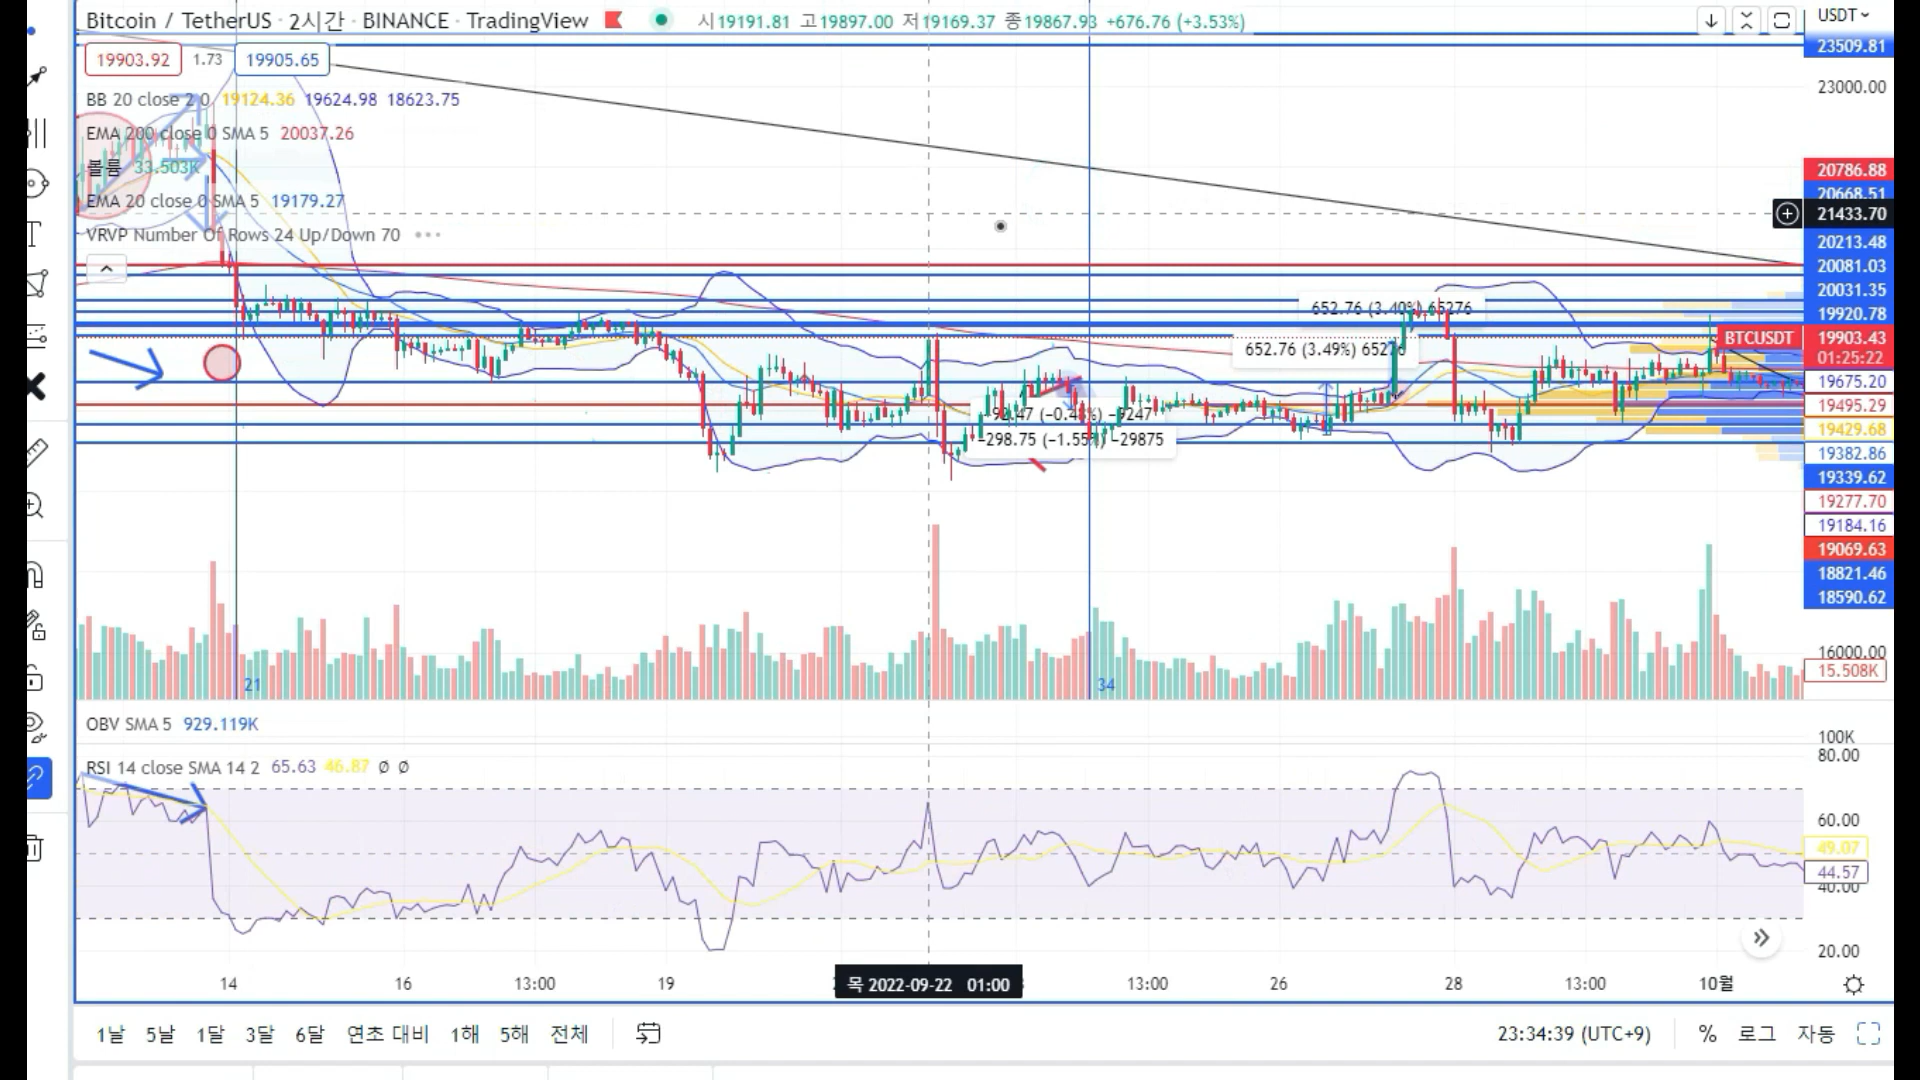 Bitcoin / TetherUS · 2시간 · BINANCE · TradingView 시19191.81 고19897.00 저19169.37 종19867.93 +676.76 (+3.53%)
USDT
19903.92 1.73 19905.65
BB 20 close 2 0 19124.36 19624.98 18623.75
EMA 200 close 0 SMA 5 20037.26
볼륨 33.503K
EMA 20 close 0 SMA 5 19179.27
VRVP Number Of Rows 24 Up/Down 70
23509.81
23000.00
20786.88
20668.51
21433.70
20213.48
20081.03
20031.35
19920.78
BTCUSDT 19903.43
01:25:22
19675.20
19495.29
19429.68
19382.86
19339.62
19277.70
19184.16
19069.63
18821.46
18590.62
16000.00
15.508K
652.76 (3.40%) 65276
652.76 (3.49%) 65276
-92.47 (-0.48%) -9247
-298.75 (-1.55%) -29875
21
34
OBV SMA 5 929.119K
100K
RSI 14 close SMA 14 2 65.63 46.87 Ø Ø
80.00
60.00
49.07
44.57
40.00
20.00
14 16 13:00 19 목 2022-09-22 01:00 13:00 26 28 13:00 10월
1날 5날 1달 3달 6달 연초 대비 1해 5해 전체
23:34:39 (UTC+9) % 로그 자동